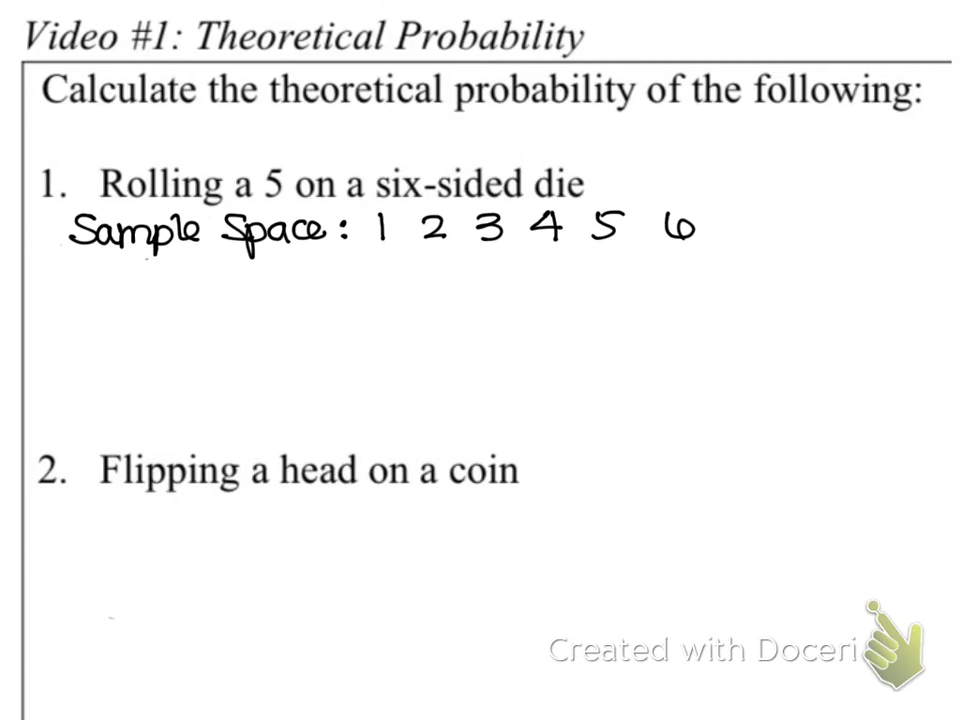 Video #1: Theoretical Probability
Calculate the theoretical probability of the following:
1. Rolling a 5 on a six-sided die
Sample Space: 1 2 3 4 5 6
2. Flipping a head on a coin
Created with Doceri